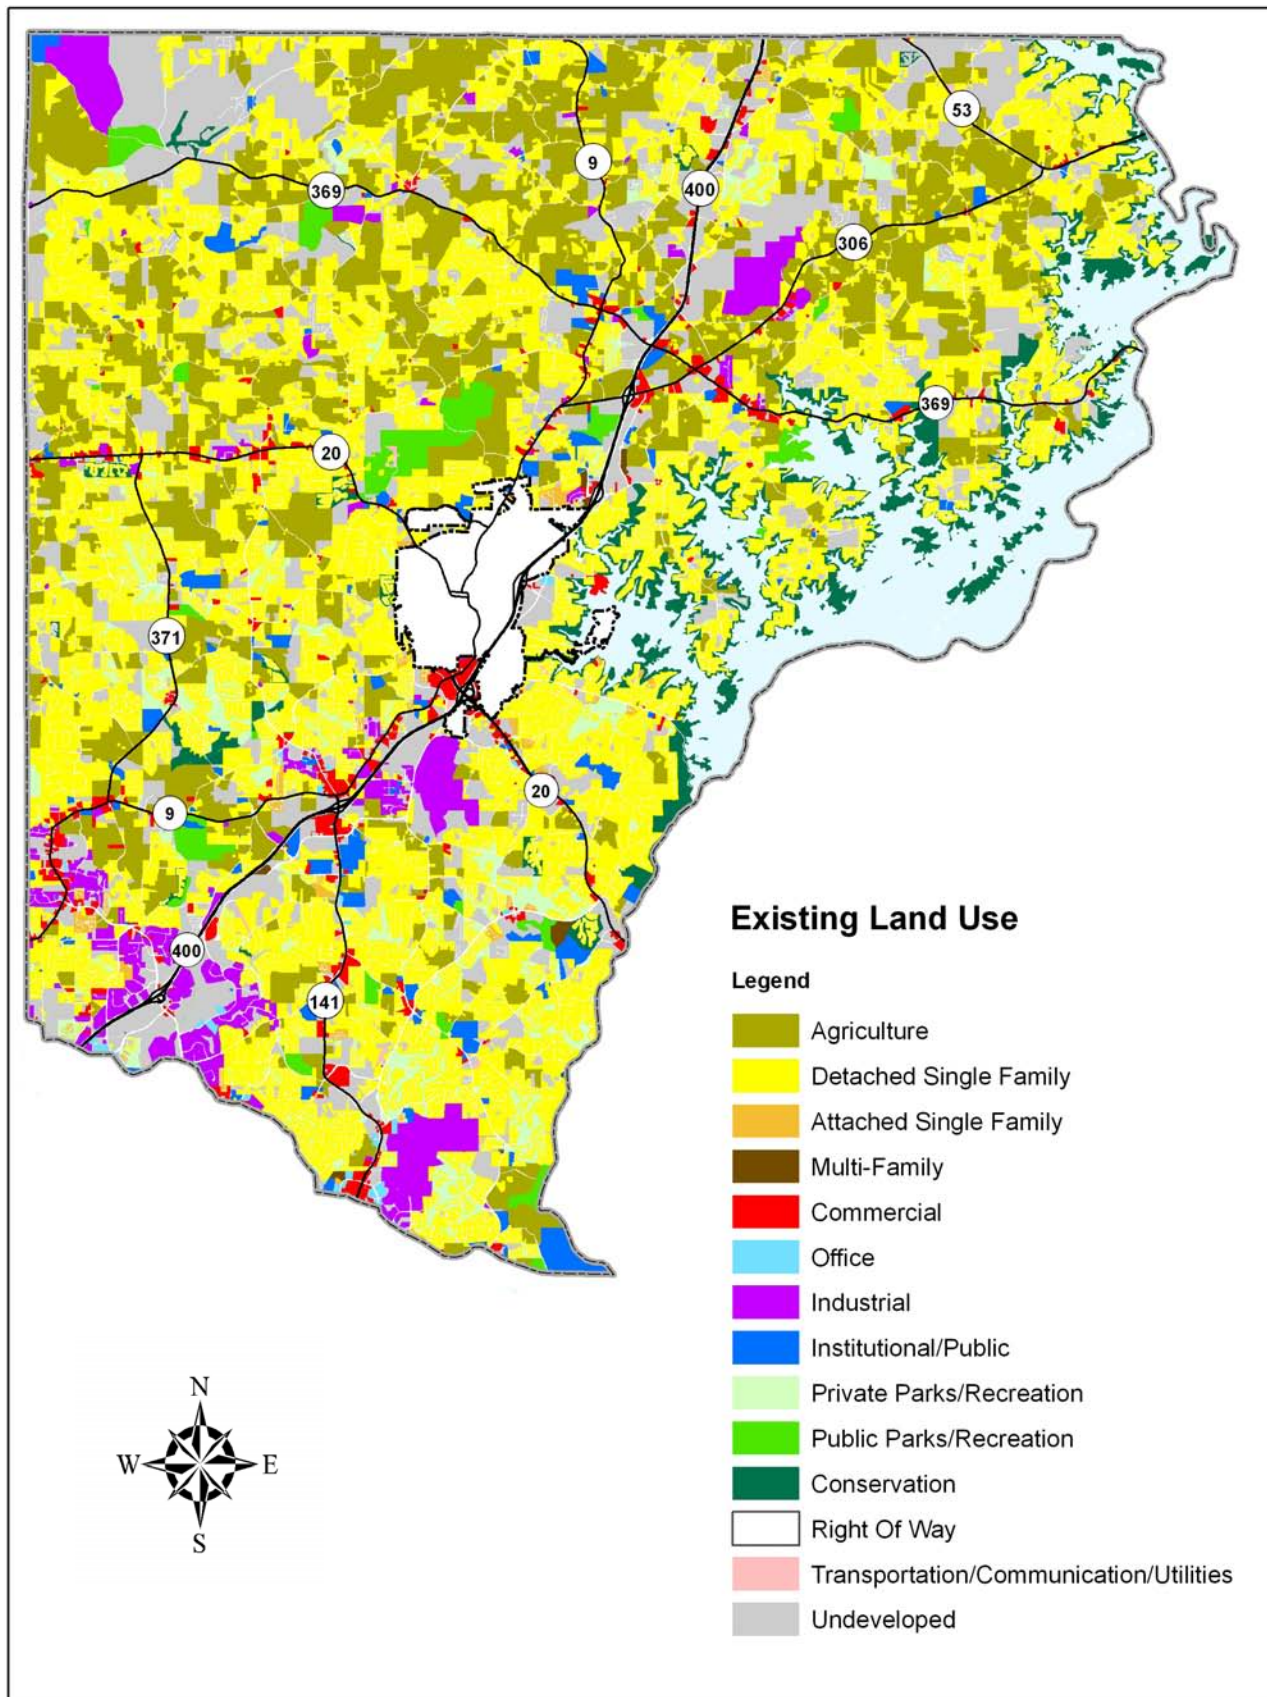 53
9
369
400
306
369
20
371
20
9
400
141
Existing Land Use
Legend
Agriculture
Detached Single Family
Attached Single Family
Multi-Family
Commercial
Office
Industrial
Institutional/Public
Private Parks/Recreation
Public Parks/Recreation
Conservation
Right Of Way
Transportation/Communication/Utilities
Undeveloped
N
W E
S